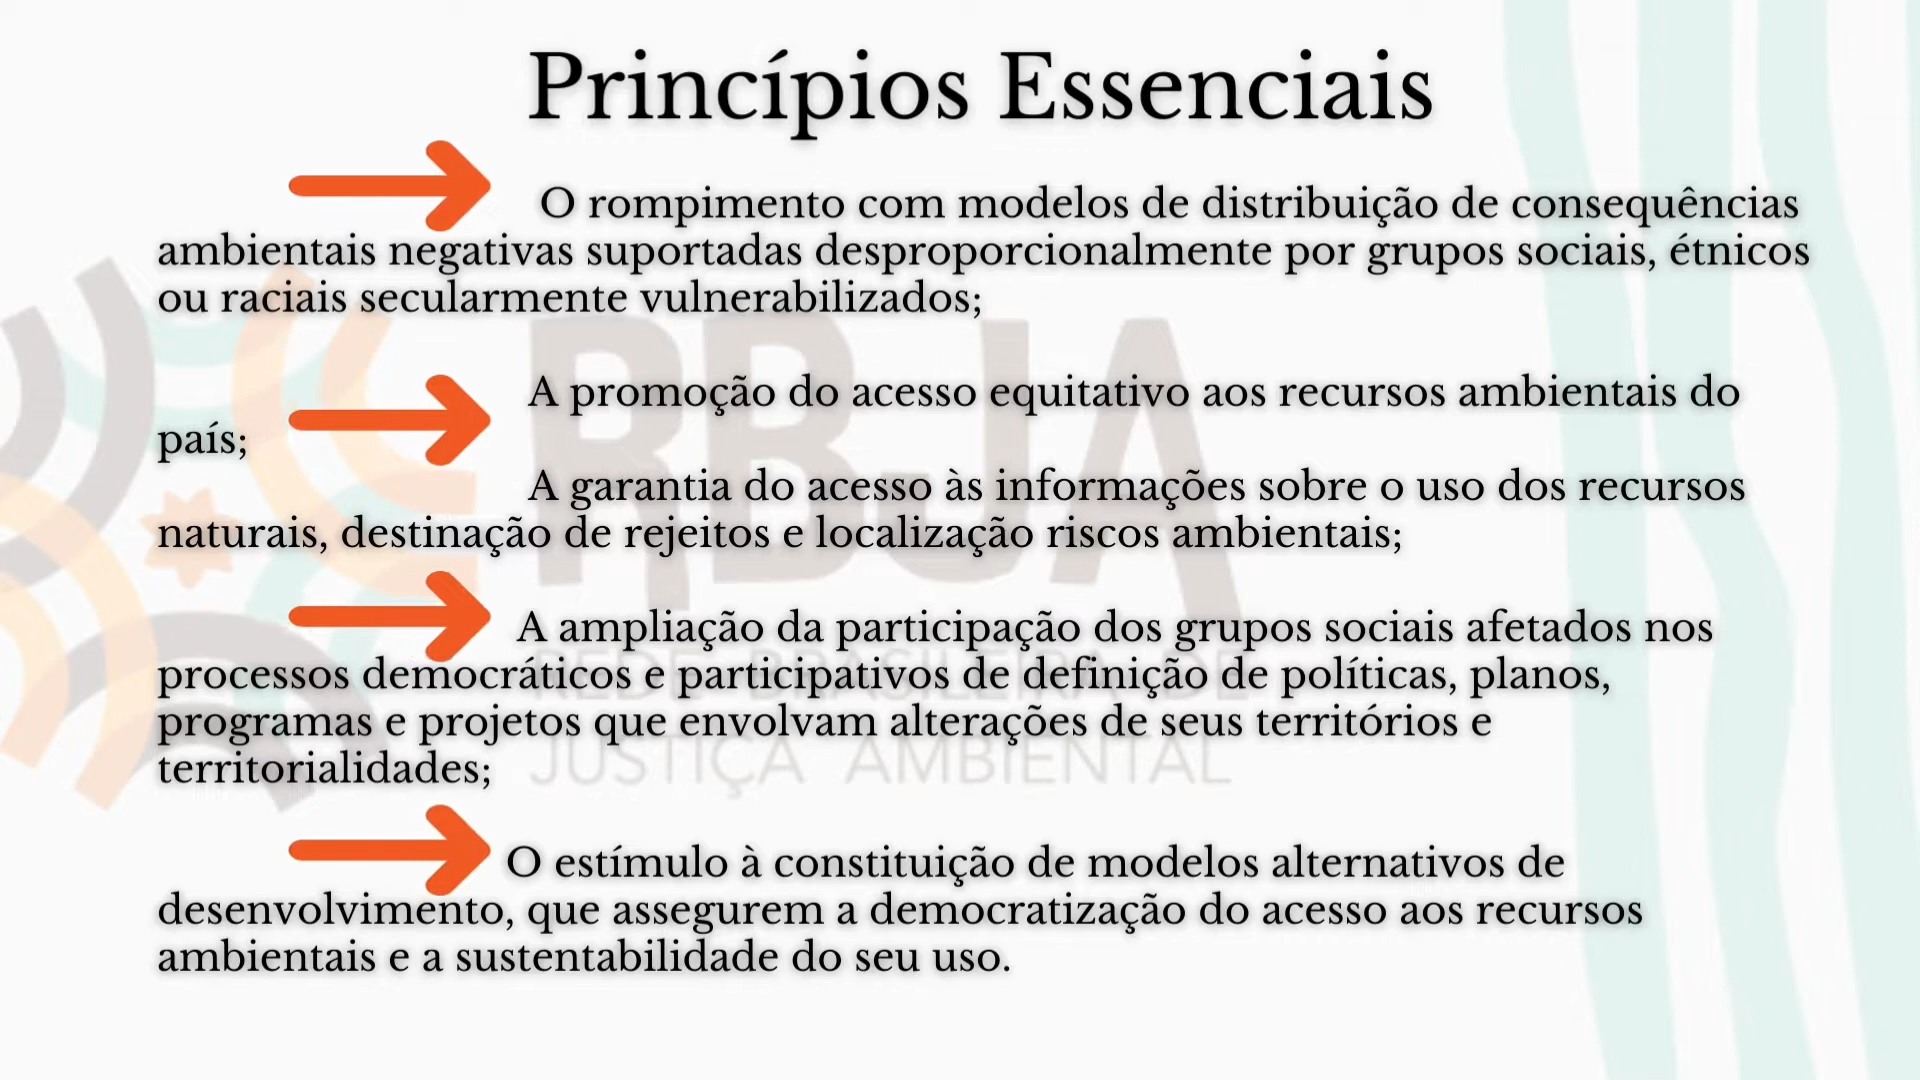 Princípios Essenciais
O rompimento com modelos de distribuição de consequências
ambientais negativas suportadas desproporcionalmente por grupos sociais, étnicos
ou raciais secularmente vulnerabilizados;
A promoção do acesso equitativo aos recursos ambientais do
país;
A garantia do acesso às informações sobre o uso dos recursos
naturais, destinação de rejeitos e localização riscos ambientais;
A ampliação da participação dos grupos sociais afetados nos
processos democráticos e participativos de definição de políticas, planos,
programas e projetos que envolvam alterações de seus territórios e
territorialidades;
O estímulo à constituição de modelos alternativos de
desenvolvimento, que assegurem a democratização do acesso aos recursos
ambientais e a sustentabilidade do seu uso.
RBJA
REDE BRASILEIRA DE
JUSTIÇA AMBIENTAL